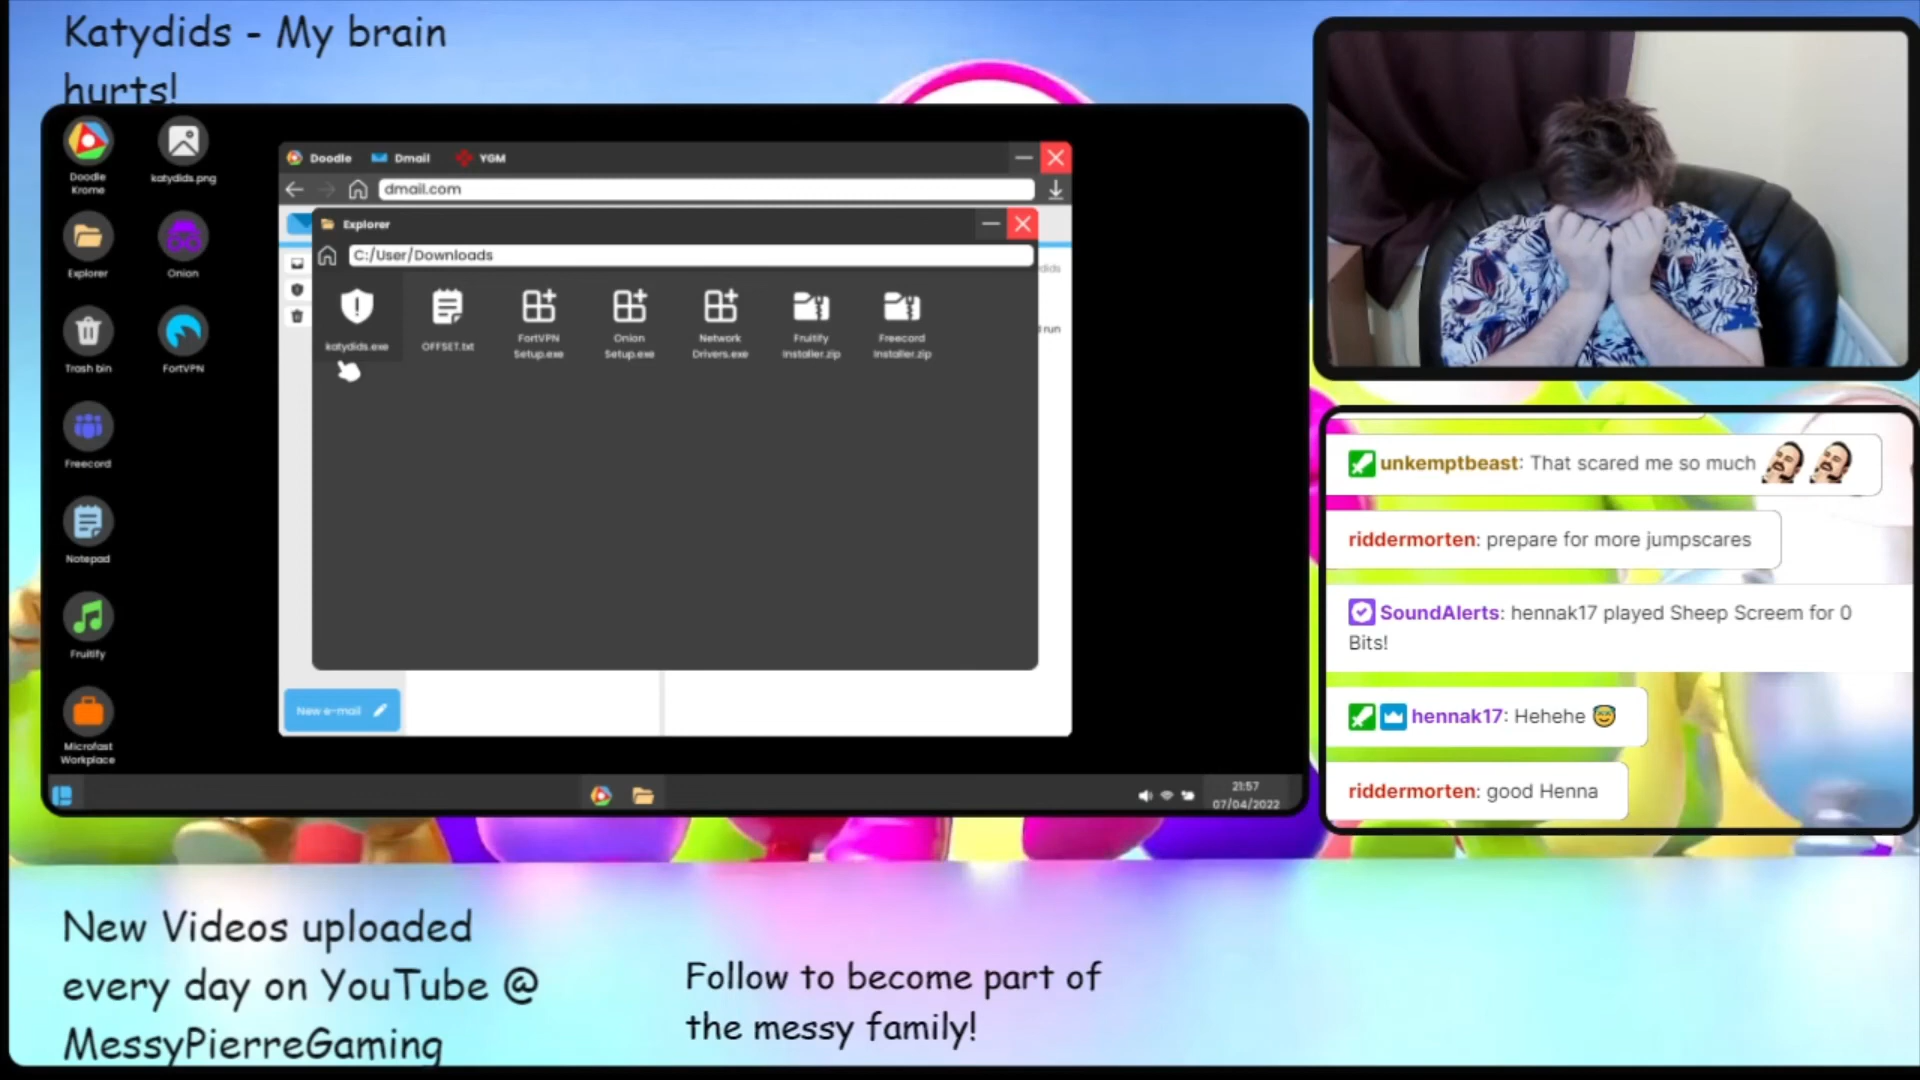 Katydids - My brain
hurts!
Doodle
Krome
katydids.png
Explorer
Onion
Trash bin
FortVPN
Freecord
Notepad
Fruitify
Microfast
Workplace
Doodle
Dmail
YGM
dmail.com
Explorer
C:/User/Downloads
katydids.exe
OFFSET.txt
FortVPN
Setup.exe
Onion
Setup.exe
Network
Drivers.exe
Fruitify
Installer.zip
Freecord
Installer.zip
dids
run
New e-mail
21:57
07/04/2022
unkemptbeast: That scared me so much
riddermorten: prepare for more jumpscares
SoundAlerts: hennak17 played Sheep Screem for 0
Bits!
hennak17: Hehehe
riddermorten: good Henna
New Videos uploaded
every day on YouTube @
MessyPierreGaming
Follow to become part of
the messy family!